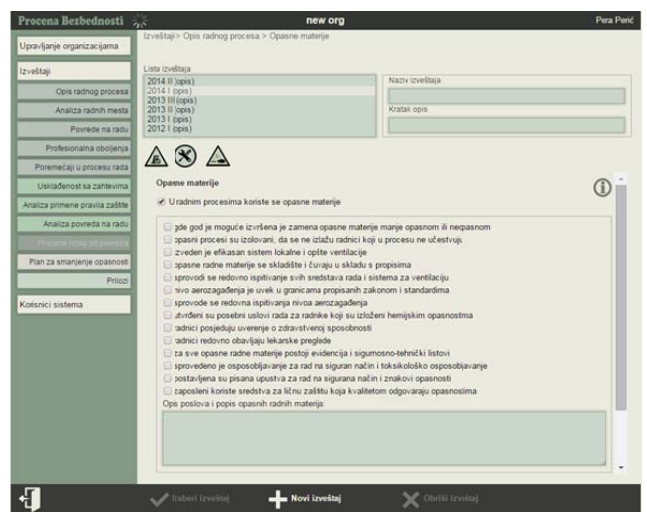 Procena Bezbednosti
new org
Pera Perić
Upravljanje organizacijama
Izveštaji
Opis radnog procesa
Analiza radnih mesta
Povrede na radu
Profesionalna oboljenja
Poremećaji u procesu rada
Usklađenost sa zahtevima
Analiza primene pravila zaštite
Analiza povreda na radu
Plan za smanjenje opasnosti
Prilozi
Korisnici sistema
Izveštaji> Opis radnog procesa > Opasne materije
Lista izveštaja
2014 II (opis)
2014 I (opis)
2013 III (opis)
2013 II (opis)
2013 I (opis)
2012 I (opis)
Naziv izveštaja
Kratak opis
Opasne materije
U radnim procesima koriste se opasne materije
gde god je moguće izvršena je zamena opasne materije manje opasnom ili neopasnom
opasni procesi su izolovani, da se ne izlažu radnici koji u procesu ne učestvuju
izveden je efikasan sistem lokalne i opšte ventilacije
opasne radne materije se skladište i čuvaju u skladu s propisima
sprovodi se redovno ispitivanje svih sredstava rada i sistema za ventilaciju
nivo aerozagađenja je uvek u granicama propisanih zakonom i standardima
sprovode se redovna ispitivanja nivoa aerozagađenja
utvrđeni su posebni uslovi rada za radnike koji su izloženi hemijskim opasnostima
radnici posjeduju uverenje o zdravstvenoj sposobnosti
radnici redovno obavljaju lekarske preglede
za sve opasne radne materije postoji evidencija i sigurnosno-tehnički listovi
sprovedeno je osposobljavanje za rad na siguran način i toksikološko osposobljavanje
postavljena su pisana upustva za rad na sigurana način i znakovi opasnosti
zaposleni koriste sredstva za ličnu zaštitu koja kvalitetom odgovaraju opasnostima
Opis poslova i popis opasnih radnih materija:
Izaberi izveštaj
Novi izveštaj
Obriši izveštaj